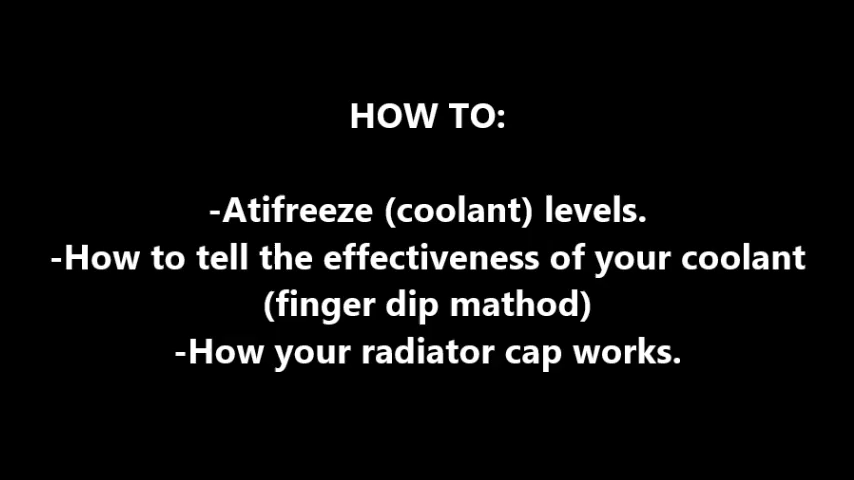 HOW TO:
-Atifreeze (coolant) levels.
-How to tell the effectiveness of your coolant
(finger dip mathod)
-How your radiator cap works.